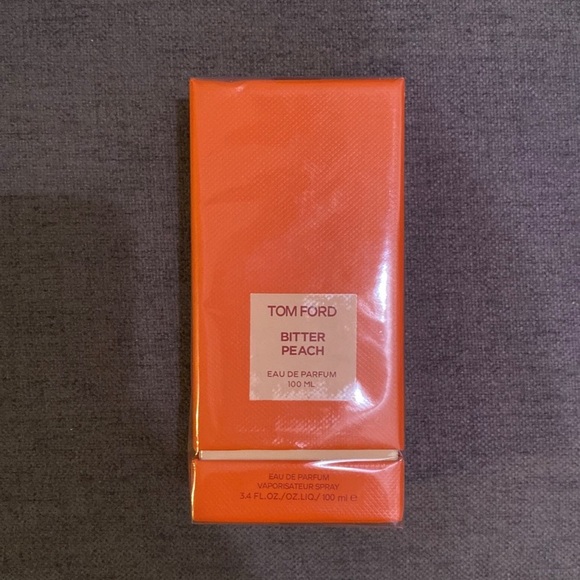 TOM FORD
BITTER
PEACH
EAU DE PARFUM
100 ML
EAU DE PARFUM
VAPORISATEUR SPRAY
3.4 FL.OZ./OZ.LIQ./ 100 ml ℮